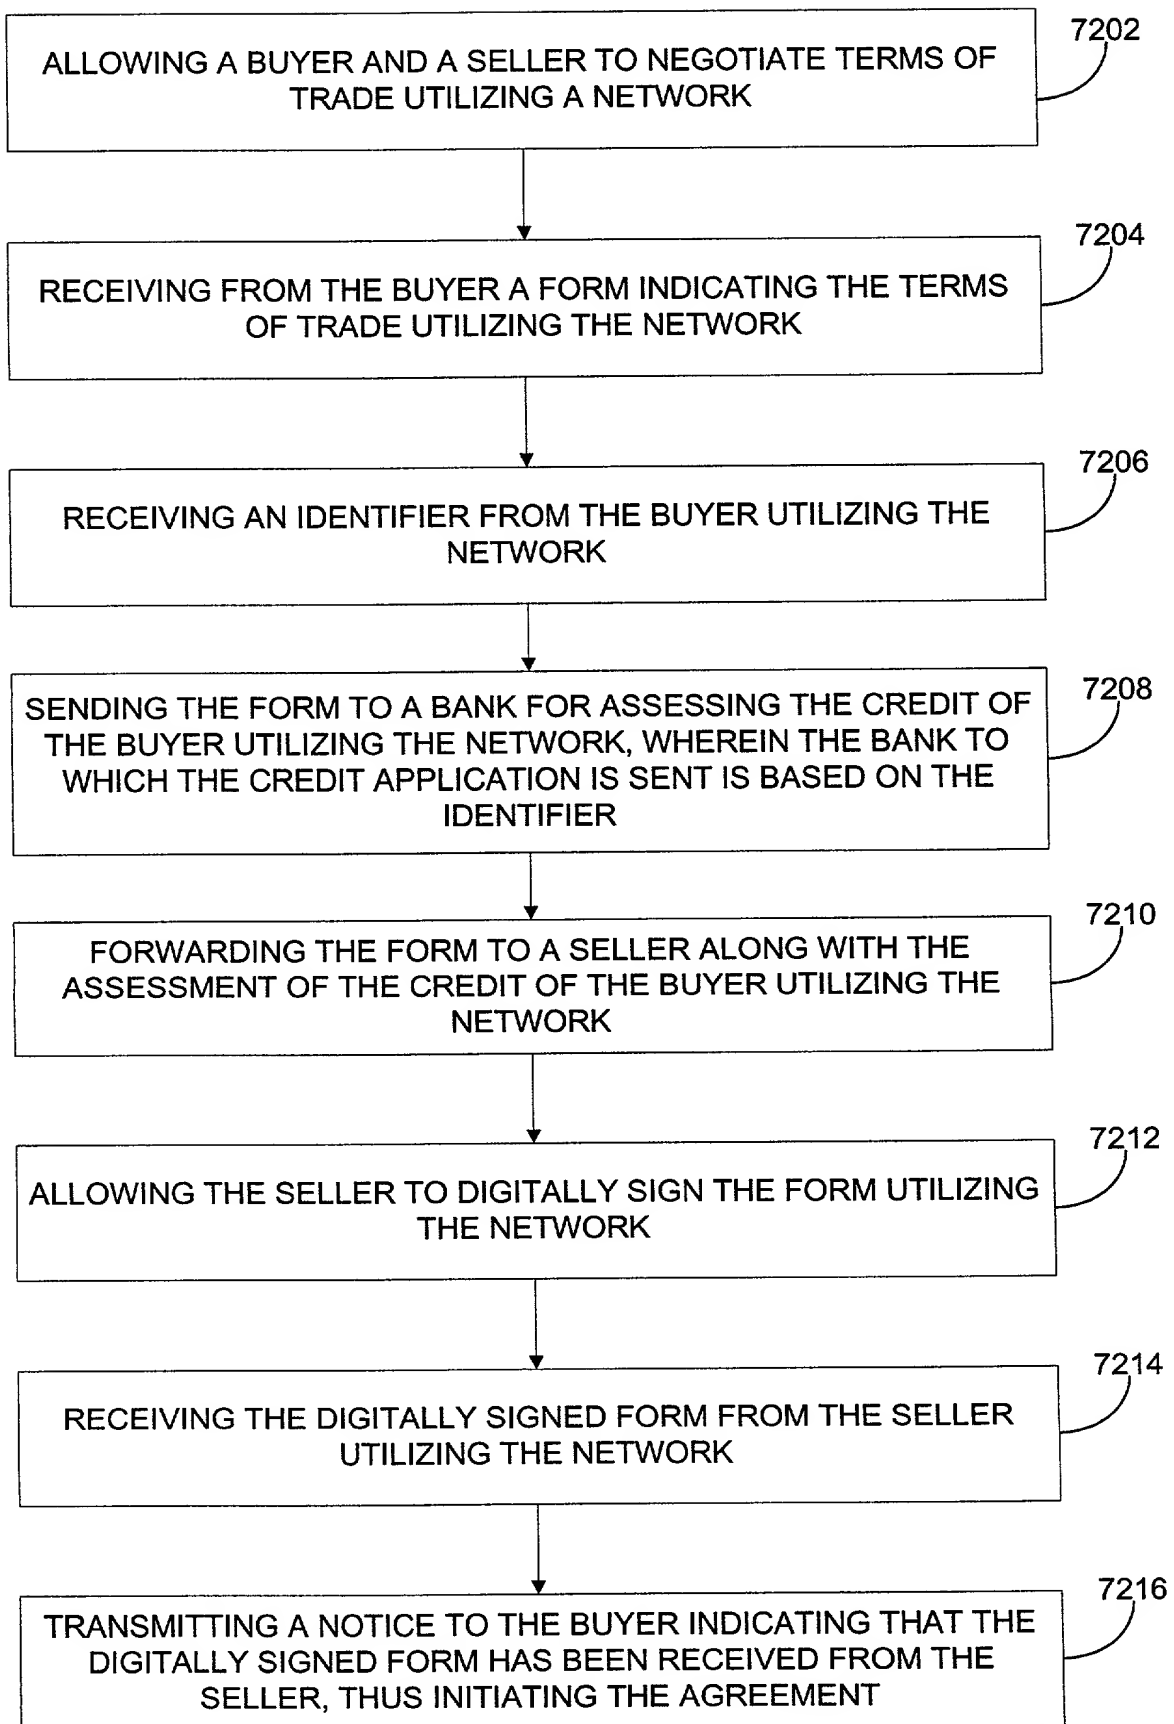 7202
ALLOWING A BUYER AND A SELLER TO NEGOTIATE TERMS OF
TRADE UTILIZING A NETWORK
7204
RECEIVING FROM THE BUYER A FORM INDICATING THE TERMS
OF TRADE UTILIZING THE NETWORK
7206
RECEIVING AN IDENTIFIER FROM THE BUYER UTILIZING THE
NETWORK
7208
SENDING THE FORM TO A BANK FOR ASSESSING THE CREDIT OF
THE BUYER UTILIZING THE NETWORK, WHEREIN THE BANK TO
WHICH THE CREDIT APPLICATION IS SENT IS BASED ON THE
IDENTIFIER
7210
FORWARDING THE FORM TO A SELLER ALONG WITH THE
ASSESSMENT OF THE CREDIT OF THE BUYER UTILIZING THE
NETWORK
7212
ALLOWING THE SELLER TO DIGITALLY SIGN THE FORM UTILIZING
THE NETWORK
7214
RECEIVING THE DIGITALLY SIGNED FORM FROM THE SELLER
UTILIZING THE NETWORK
7216
TRANSMITTING A NOTICE TO THE BUYER INDICATING THAT THE
DIGITALLY SIGNED FORM HAS BEEN RECEIVED FROM THE
SELLER, THUS INITIATING THE AGREEMENT